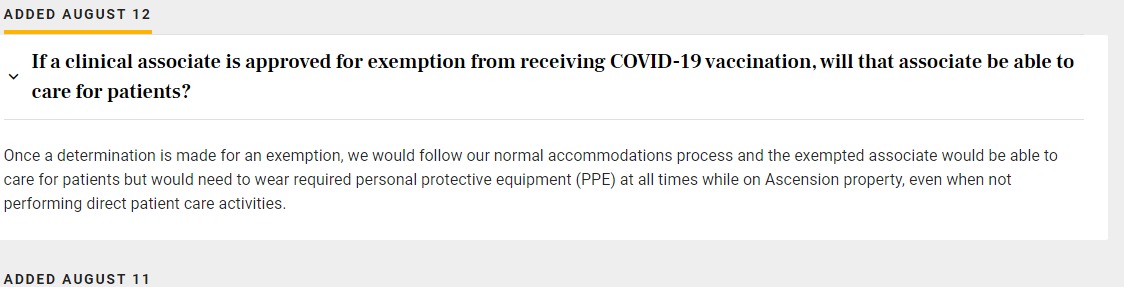 ADDED AUGUST 12
If a clinical associate is approved for exemption from receiving COVID-19 vaccination, will that associate be able to
care for patients?
Once a determination is made for an exemption, we would follow our normal accommodations process and the exempted associate would be able to
care for patients but would need to wear required personal protective equipment (PPE) at all times while on Ascension property, even when not
performing direct patient care activities.
ADDED AUGUST 11